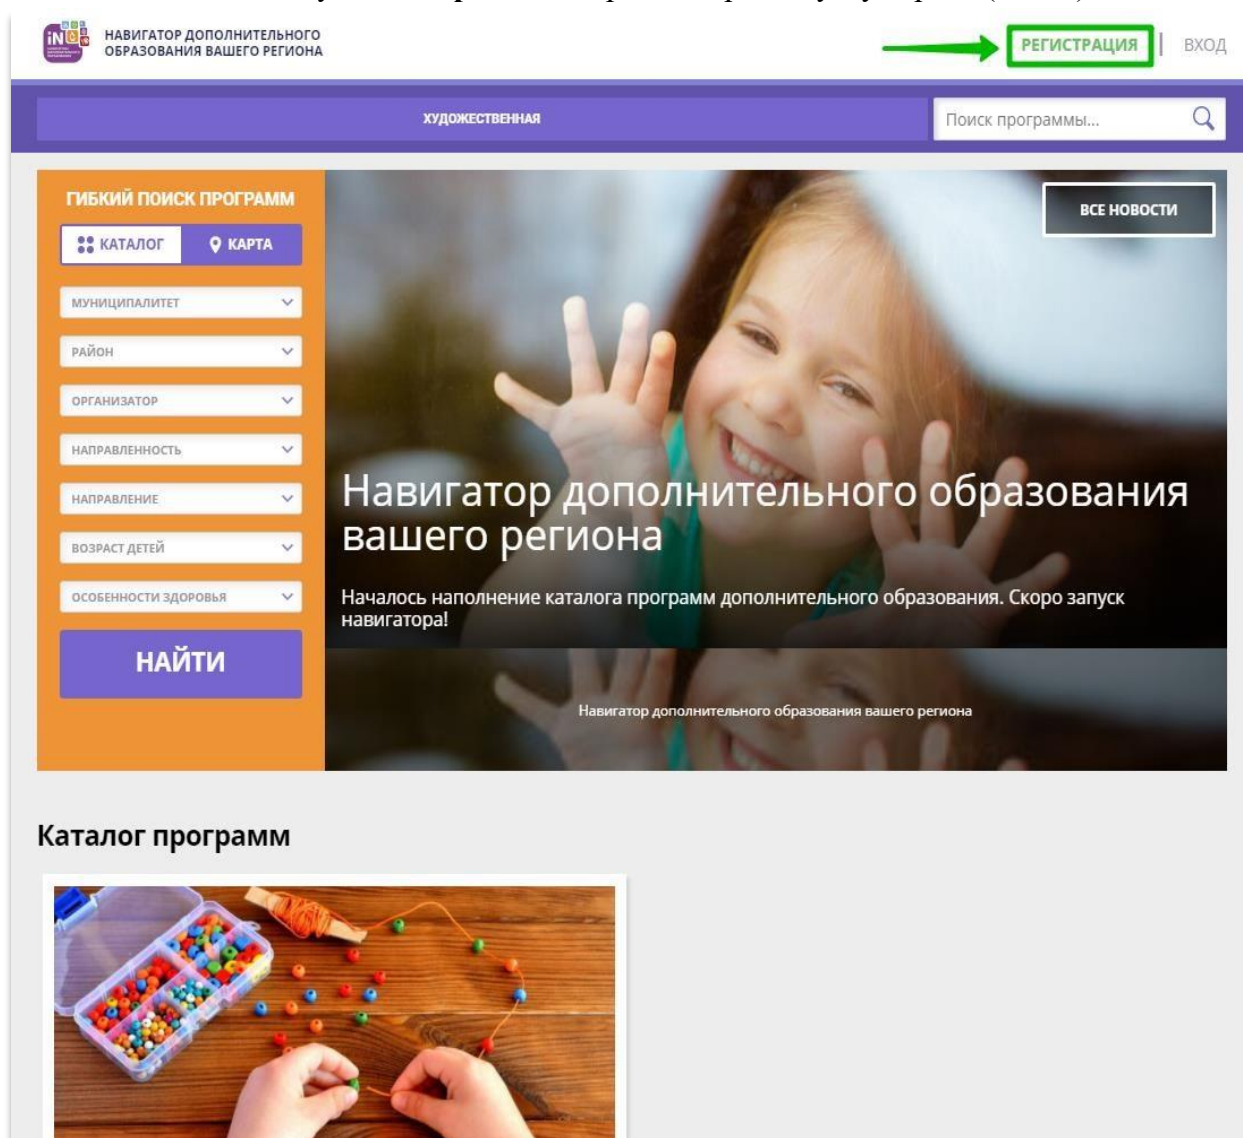 НАВИГАТОР ДОПОЛНИТЕЛЬНОГО
ОБРАЗОВАНИЯ ВАШЕГО РЕГИОНА
РЕГИСТРАЦИЯ | ВХОД
ХУДОЖЕСТВЕННАЯ
Поиск программы...
ГИБКИЙ ПОИСК ПРОГРАММ
КАТАЛОГ
КАРТА
МУНИЦИПАЛИТЕТ
РАЙОН
ОРГАНИЗАТОР
НАПРАВЛЕННОСТЬ
НАПРАВЛЕНИЕ
ВОЗРАСТ ДЕТЕЙ
ОСОБЕННОСТИ ЗДОРОВЬЯ
НАЙТИ
ВСЕ НОВОСТИ
Навигатор дополнительного образования
вашего региона
Началось наполнение каталога программ дополнительного образования. Скоро запуск
навигатора!
Навигатор дополнительного образования вашего региона
Каталог программ